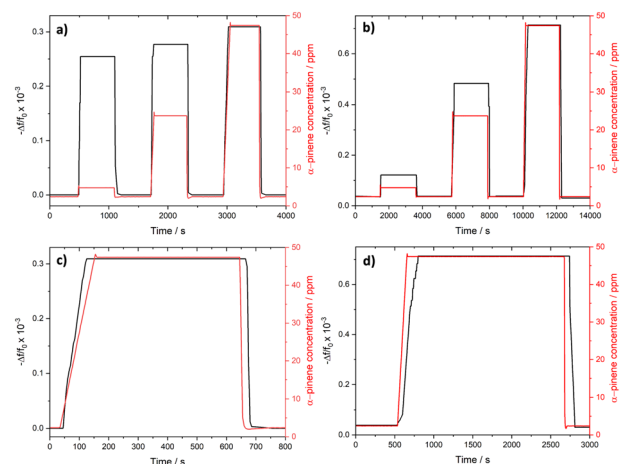 a)
-Δf/f₀ x 10⁻³
0.3
0.2
0.1
0.0
0 1000 2000 3000 4000
Time / s
50
40
30
20
10
0
α-pinene concentration / ppm
b)
-Δf/f₀ x 10⁻³
0.6
0.4
0.2
0.0
0 2000 4000 6000 8000 10000 12000 14000
Time / s
50
40
30
20
10
0
α-pinene concentration / ppm
c)
-Δf/f₀ x 10⁻³
0.3
0.2
0.1
0.0
0 100 200 300 400 500 600 700 800
Time / s
50
40
30
20
10
0
α-pinene concentration / ppm
d)
-Δf/f₀ x 10⁻³
0.6
0.4
0.2
0.0
0 500 1000 1500 2000 2500 3000
Time / s
50
40
30
20
10
0
α-pinene concentration / ppm